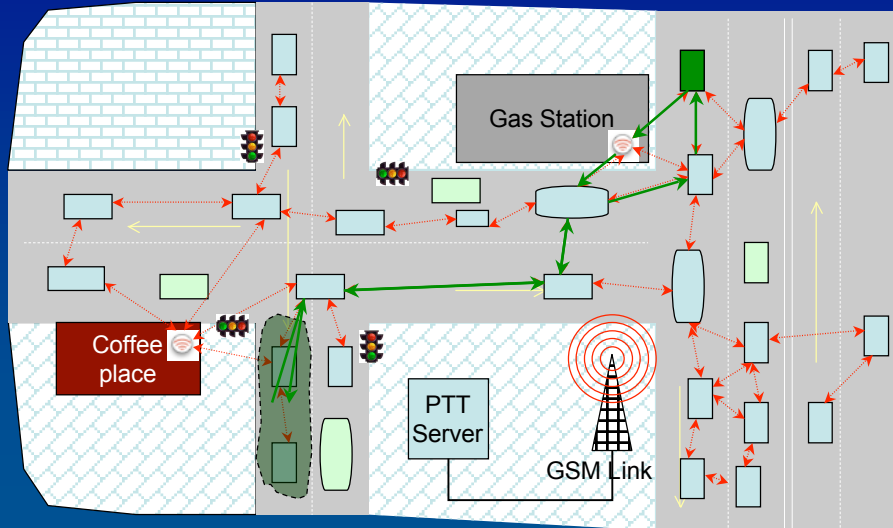 Gas Station
Coffee
place
PTT
Server
GSM Link